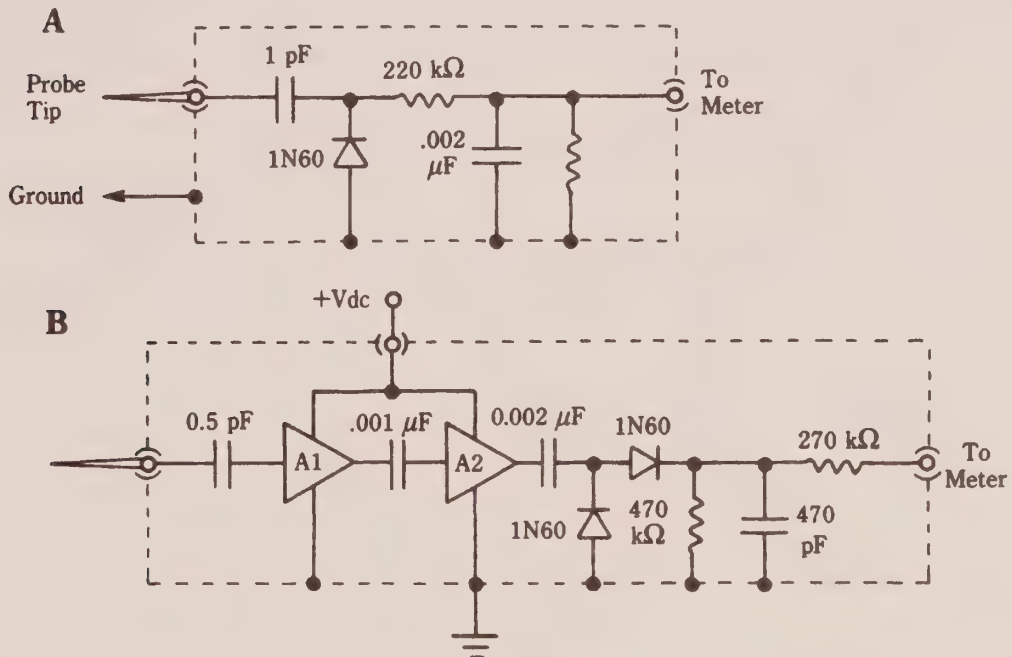 A
Probe
Tip
1 pF
220 kΩ
To
Meter
1N60
.002
μF
Ground
B
+Vdc
0.5 pF
A1
.001 μF
A2
0.002 μF
1N60
270 kΩ
To
Meter
1N60
470
kΩ
470
pF